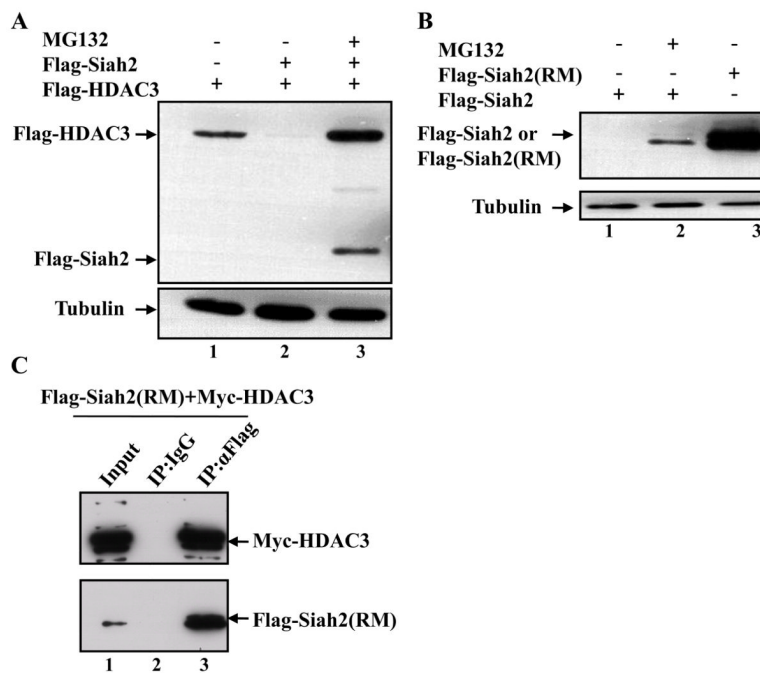 A
MG132 - - +
Flag-Siah2 - + +
Flag-HDAC3 + + +
Flag-HDAC3
Flag-Siah2
Tubulin
1 2 3
B
MG132 - + -
Flag-Siah2(RM) - - +
Flag-Siah2 + + -
Flag-Siah2 or
Flag-Siah2(RM)
Tubulin
1 2 3
C
Flag-Siah2(RM)+Myc-HDAC3
Input IP:IgG IP:αFlag
Myc-HDAC3
Flag-Siah2(RM)
1 2 3